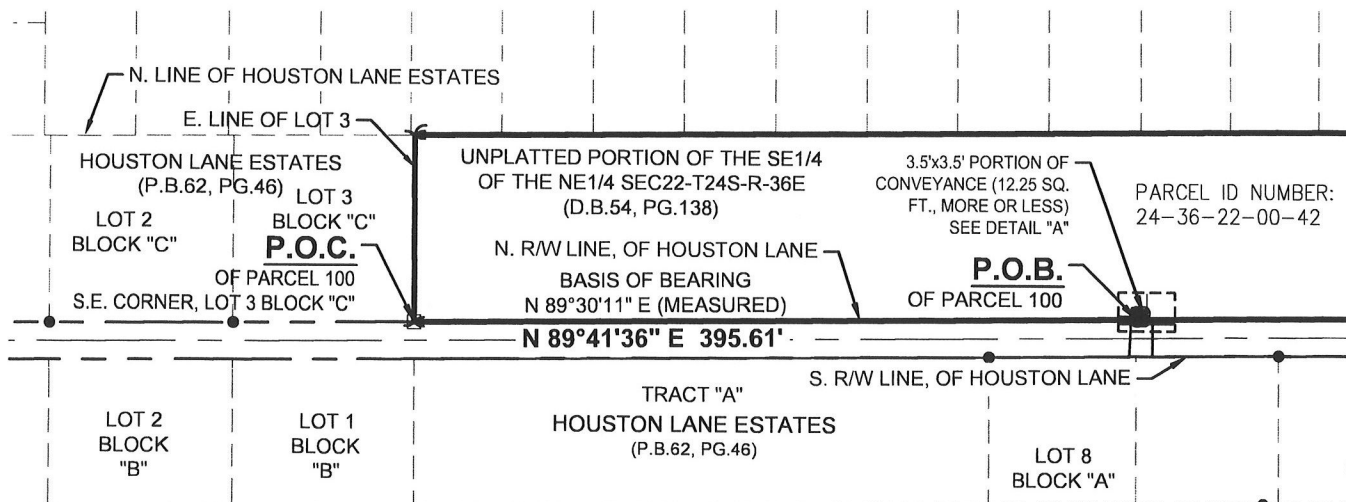 N. LINE OF HOUSTON LANE ESTATES
E. LINE OF LOT 3
HOUSTON LANE ESTATES
(P.B.62, PG.46)
LOT 3
BLOCK "C"
LOT 2
BLOCK "C"
P.O.C.
OF PARCEL 100
S.E. CORNER, LOT 3 BLOCK "C"
UNPLATTED PORTION OF THE SE1/4
OF THE NE1/4 SEC22-T24S-R-36E
(D.B.54, PG.138)
N. R/W LINE, OF HOUSTON LANE
BASIS OF BEARING
N 89°30'11" E (MEASURED)
N 89°41'36" E 395.61'
3.5'x3.5' PORTION OF
CONVEYANCE (12.25 SQ.
FT., MORE OR LESS)
SEE DETAIL "A"
PARCEL ID NUMBER:
24-36-22-00-42
P.O.B.
OF PARCEL 100
S. R/W LINE, OF HOUSTON LANE
LOT 2
BLOCK
"B"
LOT 1
BLOCK
"B"
TRACT "A"
HOUSTON LANE ESTATES
(P.B.62, PG.46)
LOT 8
BLOCK "A"